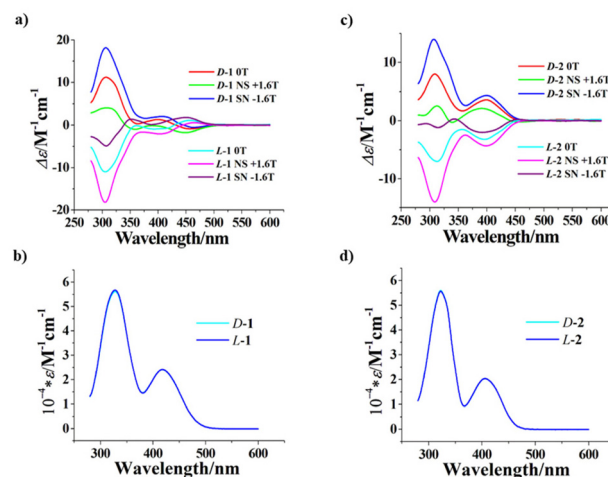 a)
Δε/M⁻¹cm⁻¹
20
10
0
-10
-20
D-1 0T
D-1 NS +1.6T
D-1 SN -1.6T
L-1 0T
L-1 NS +1.6T
L-1 SN -1.6T
250 300 350 400 450 500 550 600
Wavelength/nm
c)
Δε/M⁻¹cm⁻¹
10
0
-10
D-2 0T
D-2 NS +1.6T
D-2 SN -1.6T
L-2 0T
L-2 NS +1.6T
L-2 SN -1.6T
250 300 350 400 450 500 550 600
Wavelength/nm
b)
10⁻⁴*ε/M⁻¹cm⁻¹
6
5
4
3
2
1
0
D-1
L-1
300 400 500 600
Wavelength/nm
d)
10⁻⁴*ε/M⁻¹cm⁻¹
6
5
4
3
2
1
0
D-2
L-2
300 400 500 600
Wavelength/nm